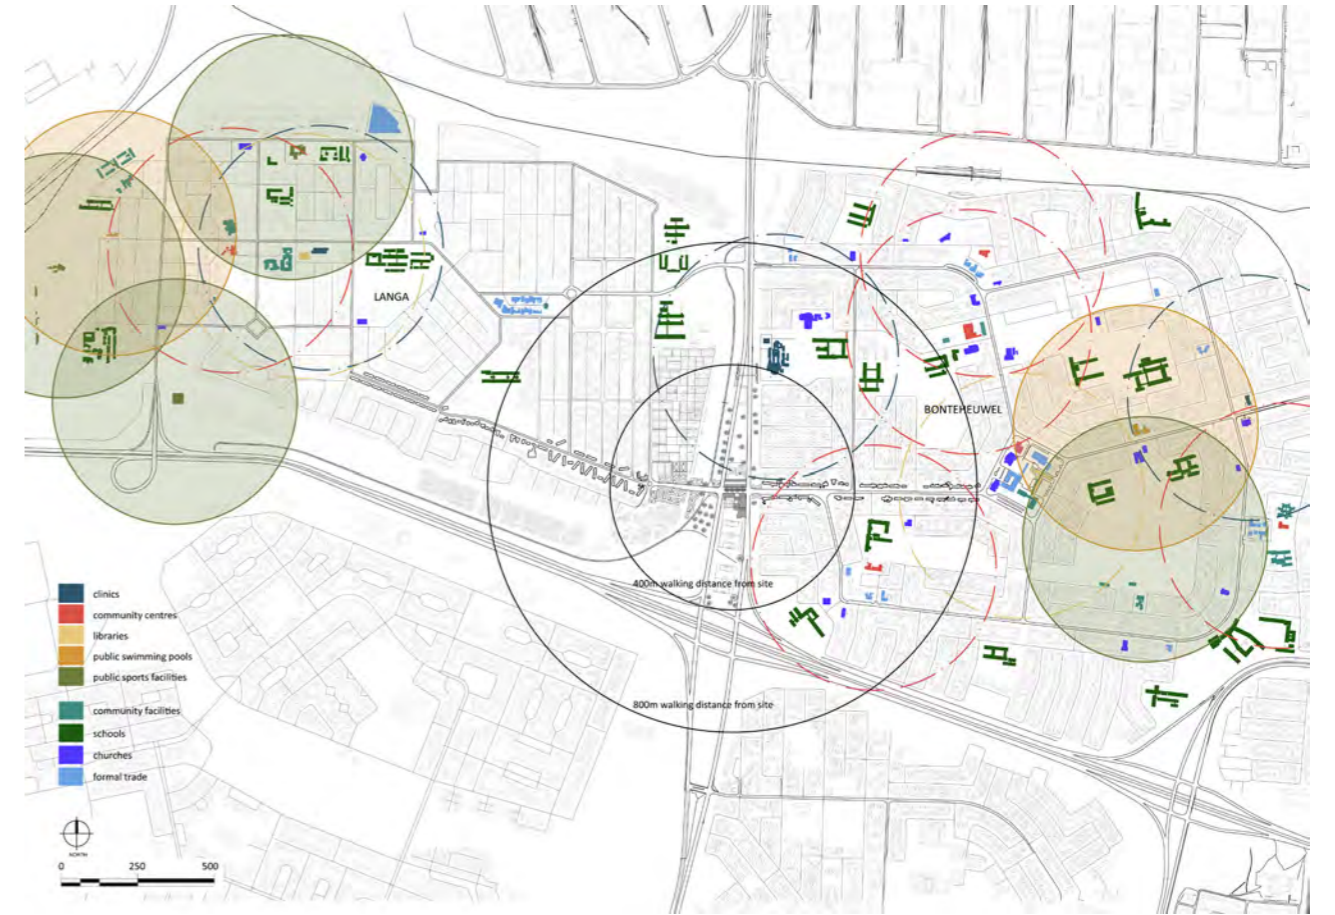 LANGA
BONTEHEUWEL
400m walking distance from site
800m walking distance from site
clinics
community centres
libraries
public swimming pools
public sports facilities
community facilities
schools
churches
formal trade
NORTH
0 250 500